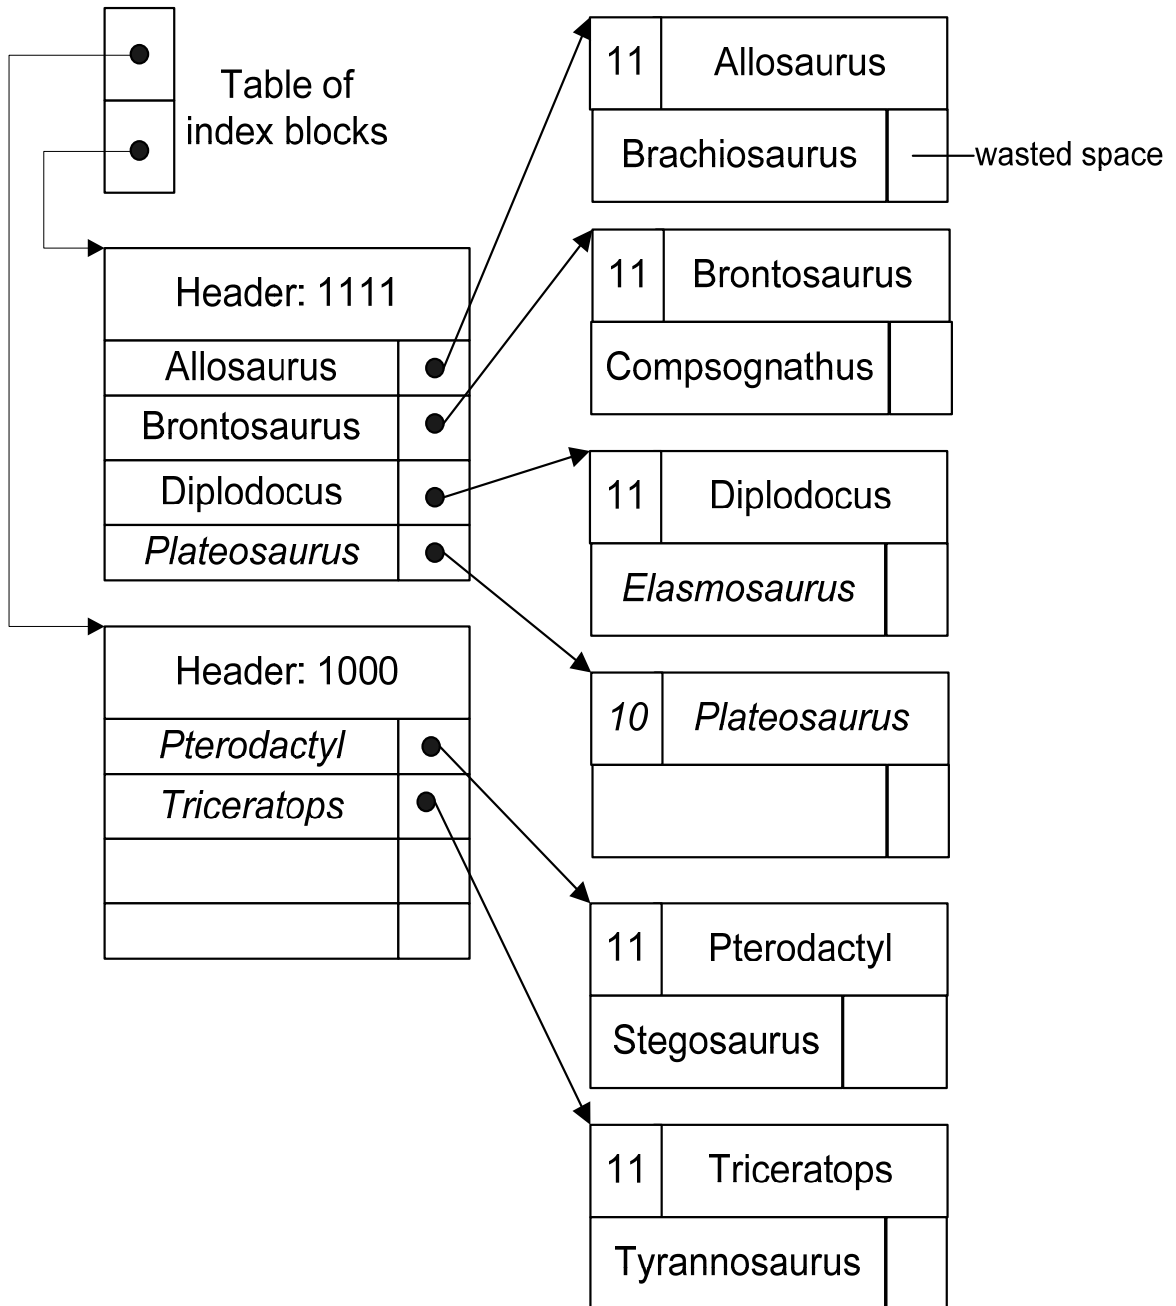 Table of
index blocks
Header: 1111
Allosaurus
Brontosaurus
Diplodocus
Plateosaurus
Header: 1000
Pterodactyl
Triceratops
11 Allosaurus
Brachiosaurus
wasted space
11 Brontosaurus
Compsognathus
11 Diplodocus
Elasmosaurus
10 Plateosaurus
11 Pterodactyl
Stegosaurus
11 Triceratops
Tyrannosaurus